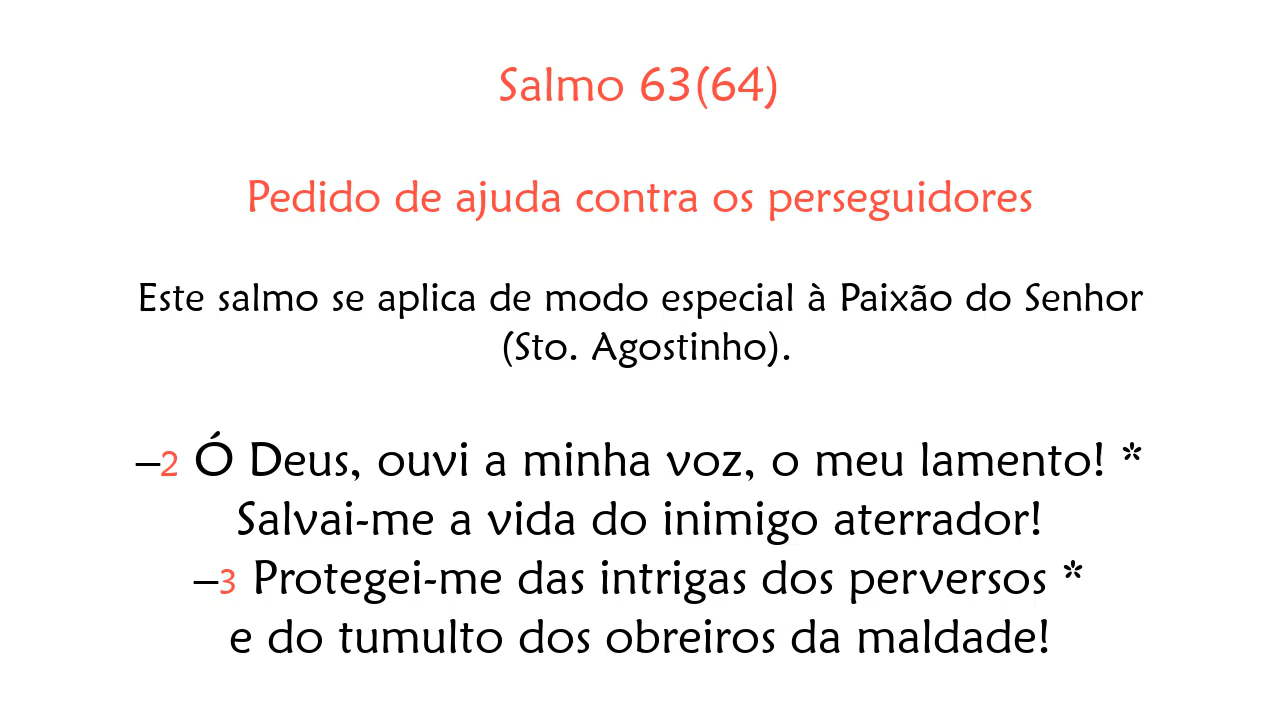 Salmo 63(64)
Pedido de ajuda contra os perseguidores
Este salmo se aplica de modo especial à Paixão do Senhor
(Sto. Agostinho).
–2 Ó Deus, ouvi a minha voz, o meu lamento! *
Salvai-me a vida do inimigo aterrador!
–3 Protegei-me das intrigas dos perversos *
e do tumulto dos obreiros da maldade!